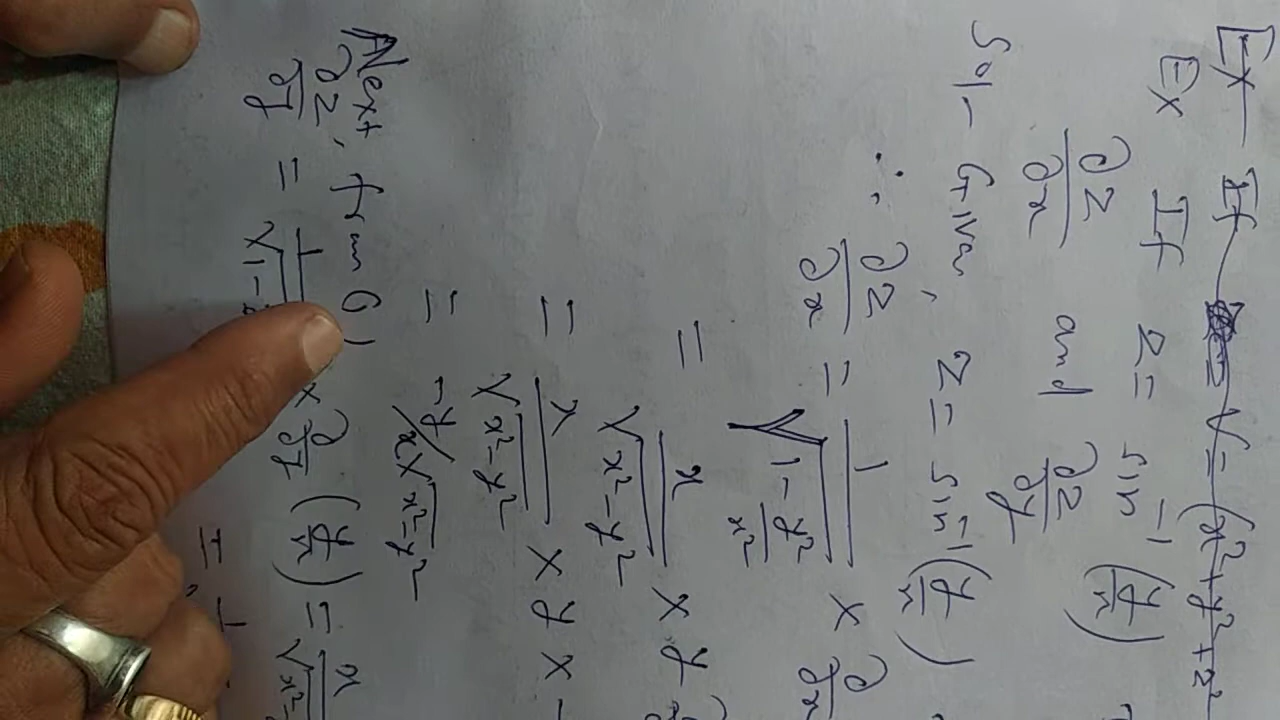 Ex If V = (x² + y² + z²
Ex If z = sin⁻¹ (y/x)
∂z/∂x and ∂z/∂y
Sol- Given, z = sin⁻¹ (y/x)
∴, ∂z/∂x = 1/√(1 - y²/x²) × ∂/∂x
= x/√(x² - y²) × y
= x/√(x² - y²) × y × -
= -y/x√(x² - y²)
Next, from (1)
∂z/∂y = 1/√(1 - × ∂/∂y (y/x) = x/√(x² -